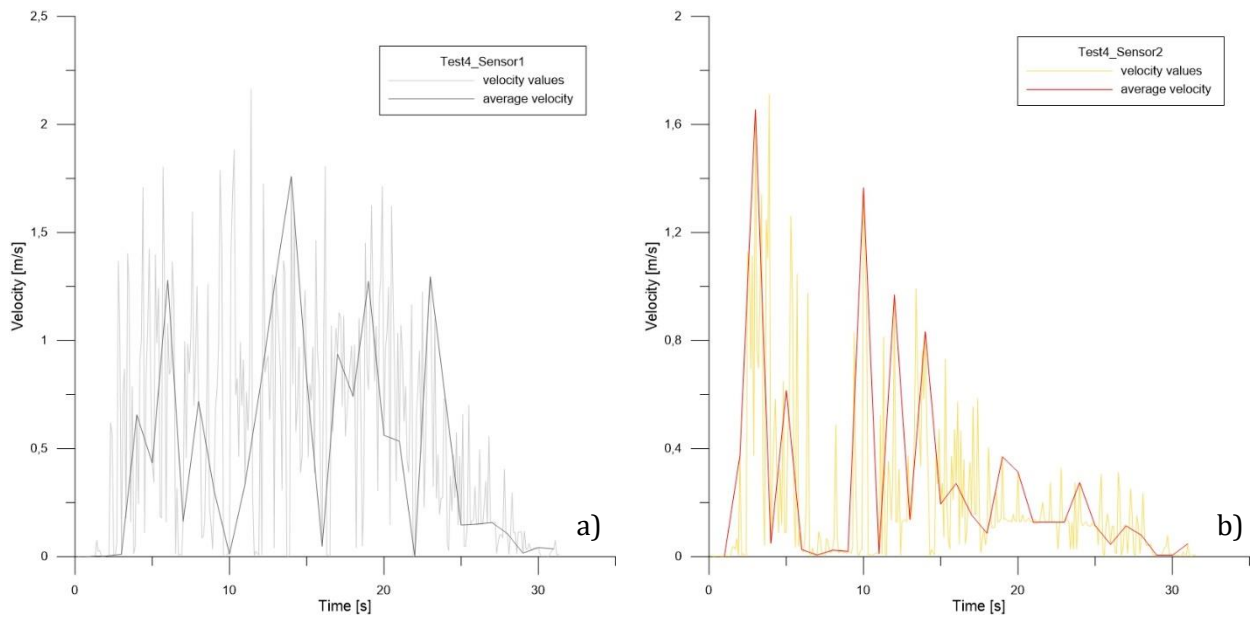 2,5
2
1,5
1
0,5
0
Velocity [m/s]
0
10
20
30
Time [s]
Test4_Sensor1
velocity values
average velocity
a)
2
1,6
1,2
0,8
0,4
0
Velocity [m/s]
0
10
20
30
Time [s]
Test4_Sensor2
velocity values
average velocity
b)